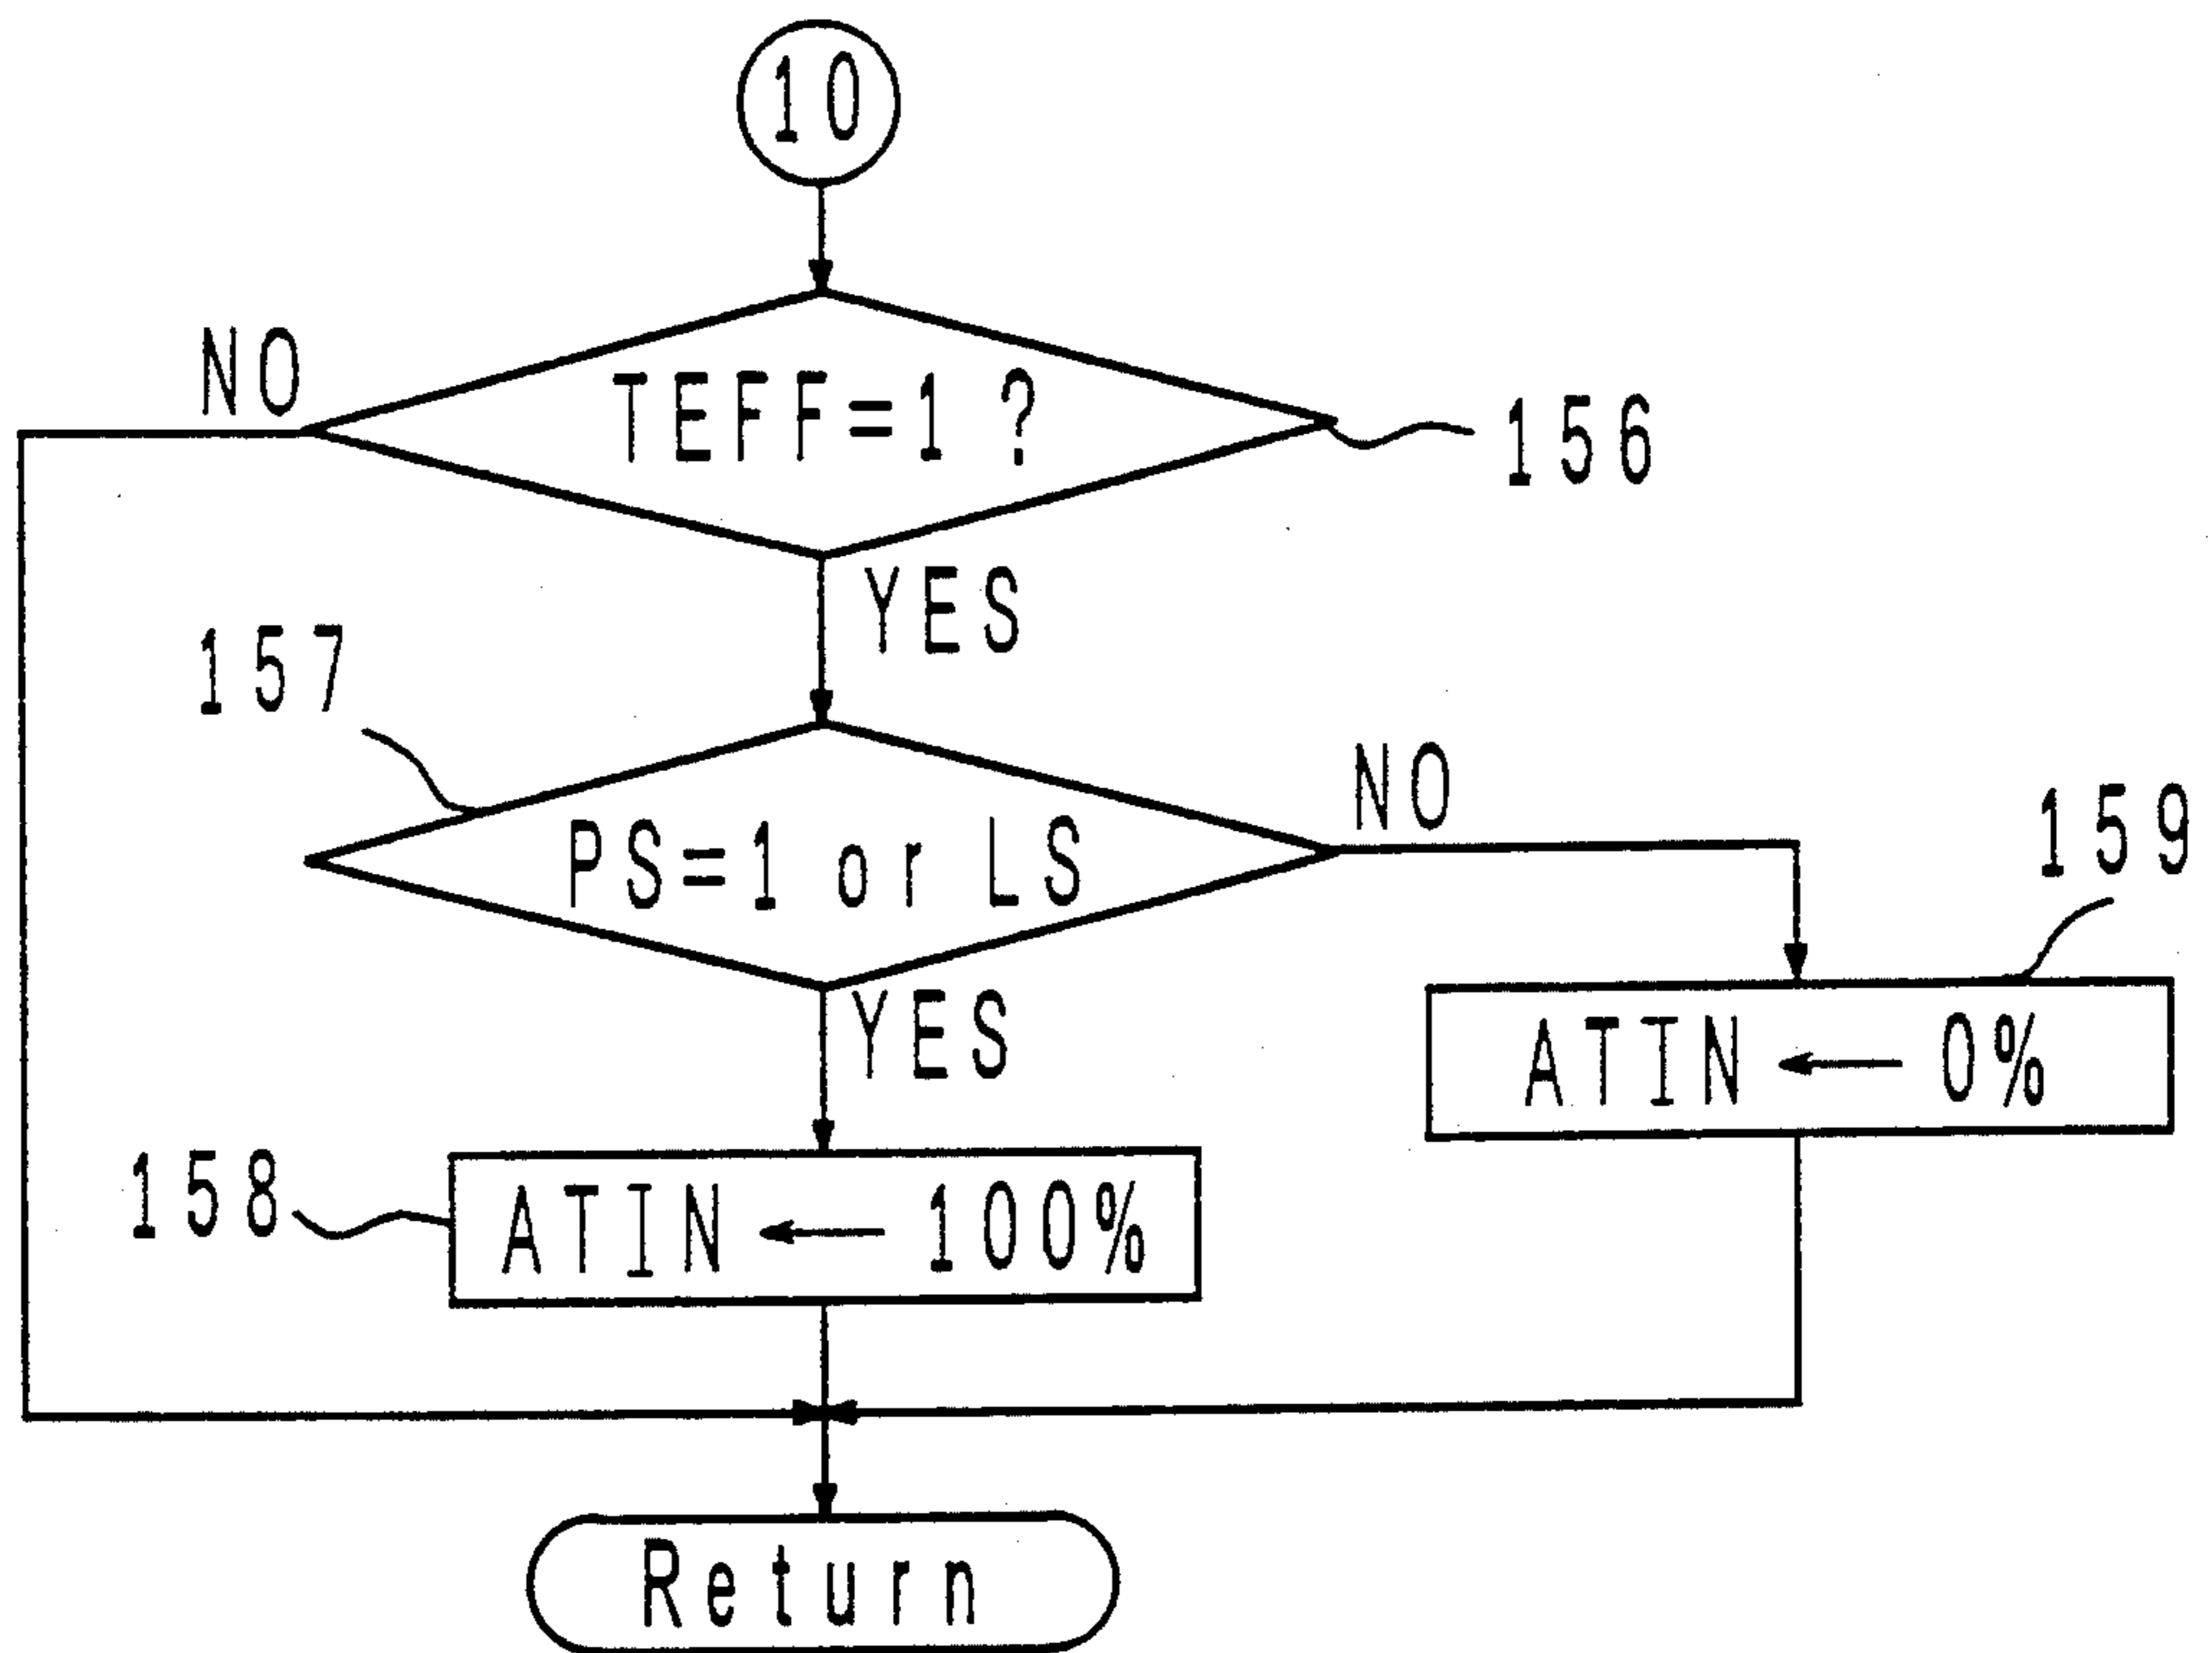 10
NO
TEFF=1 ?
156
YES
157
PS=1 or LS
NO
159
YES
ATIN ← 0%
158
ATIN ← 100%
Return